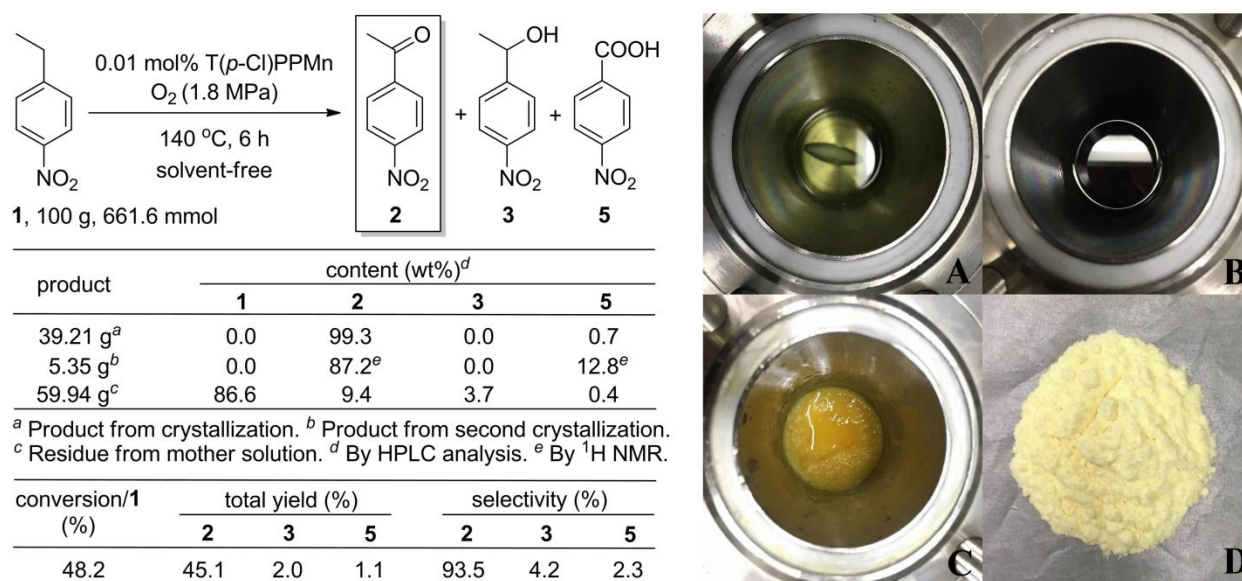 0.01 mol% T(p-Cl)PPMn
O2 (1.8 MPa)
140 °C, 6 h
solvent-free
O
OH
COOH
+
+
NO2
NO2
NO2
NO2
1, 100 g, 661.6 mmol
2
3
5
product
content (wt%)d
1 2 3 5
39.21 ga 0.0 99.3 0.0 0.7
5.35 gb 0.0 87.2e 0.0 12.8e
59.94 gc 86.6 9.4 3.7 0.4
a Product from crystallization. b Product from second crystallization.
c Residue from mother solution. d By HPLC analysis. e By 1H NMR.
conversion/1 total yield (%) selectivity (%)
(%) 2 3 5 2 3 5
48.2 45.1 2.0 1.1 93.5 4.2 2.3
A
B
C
D